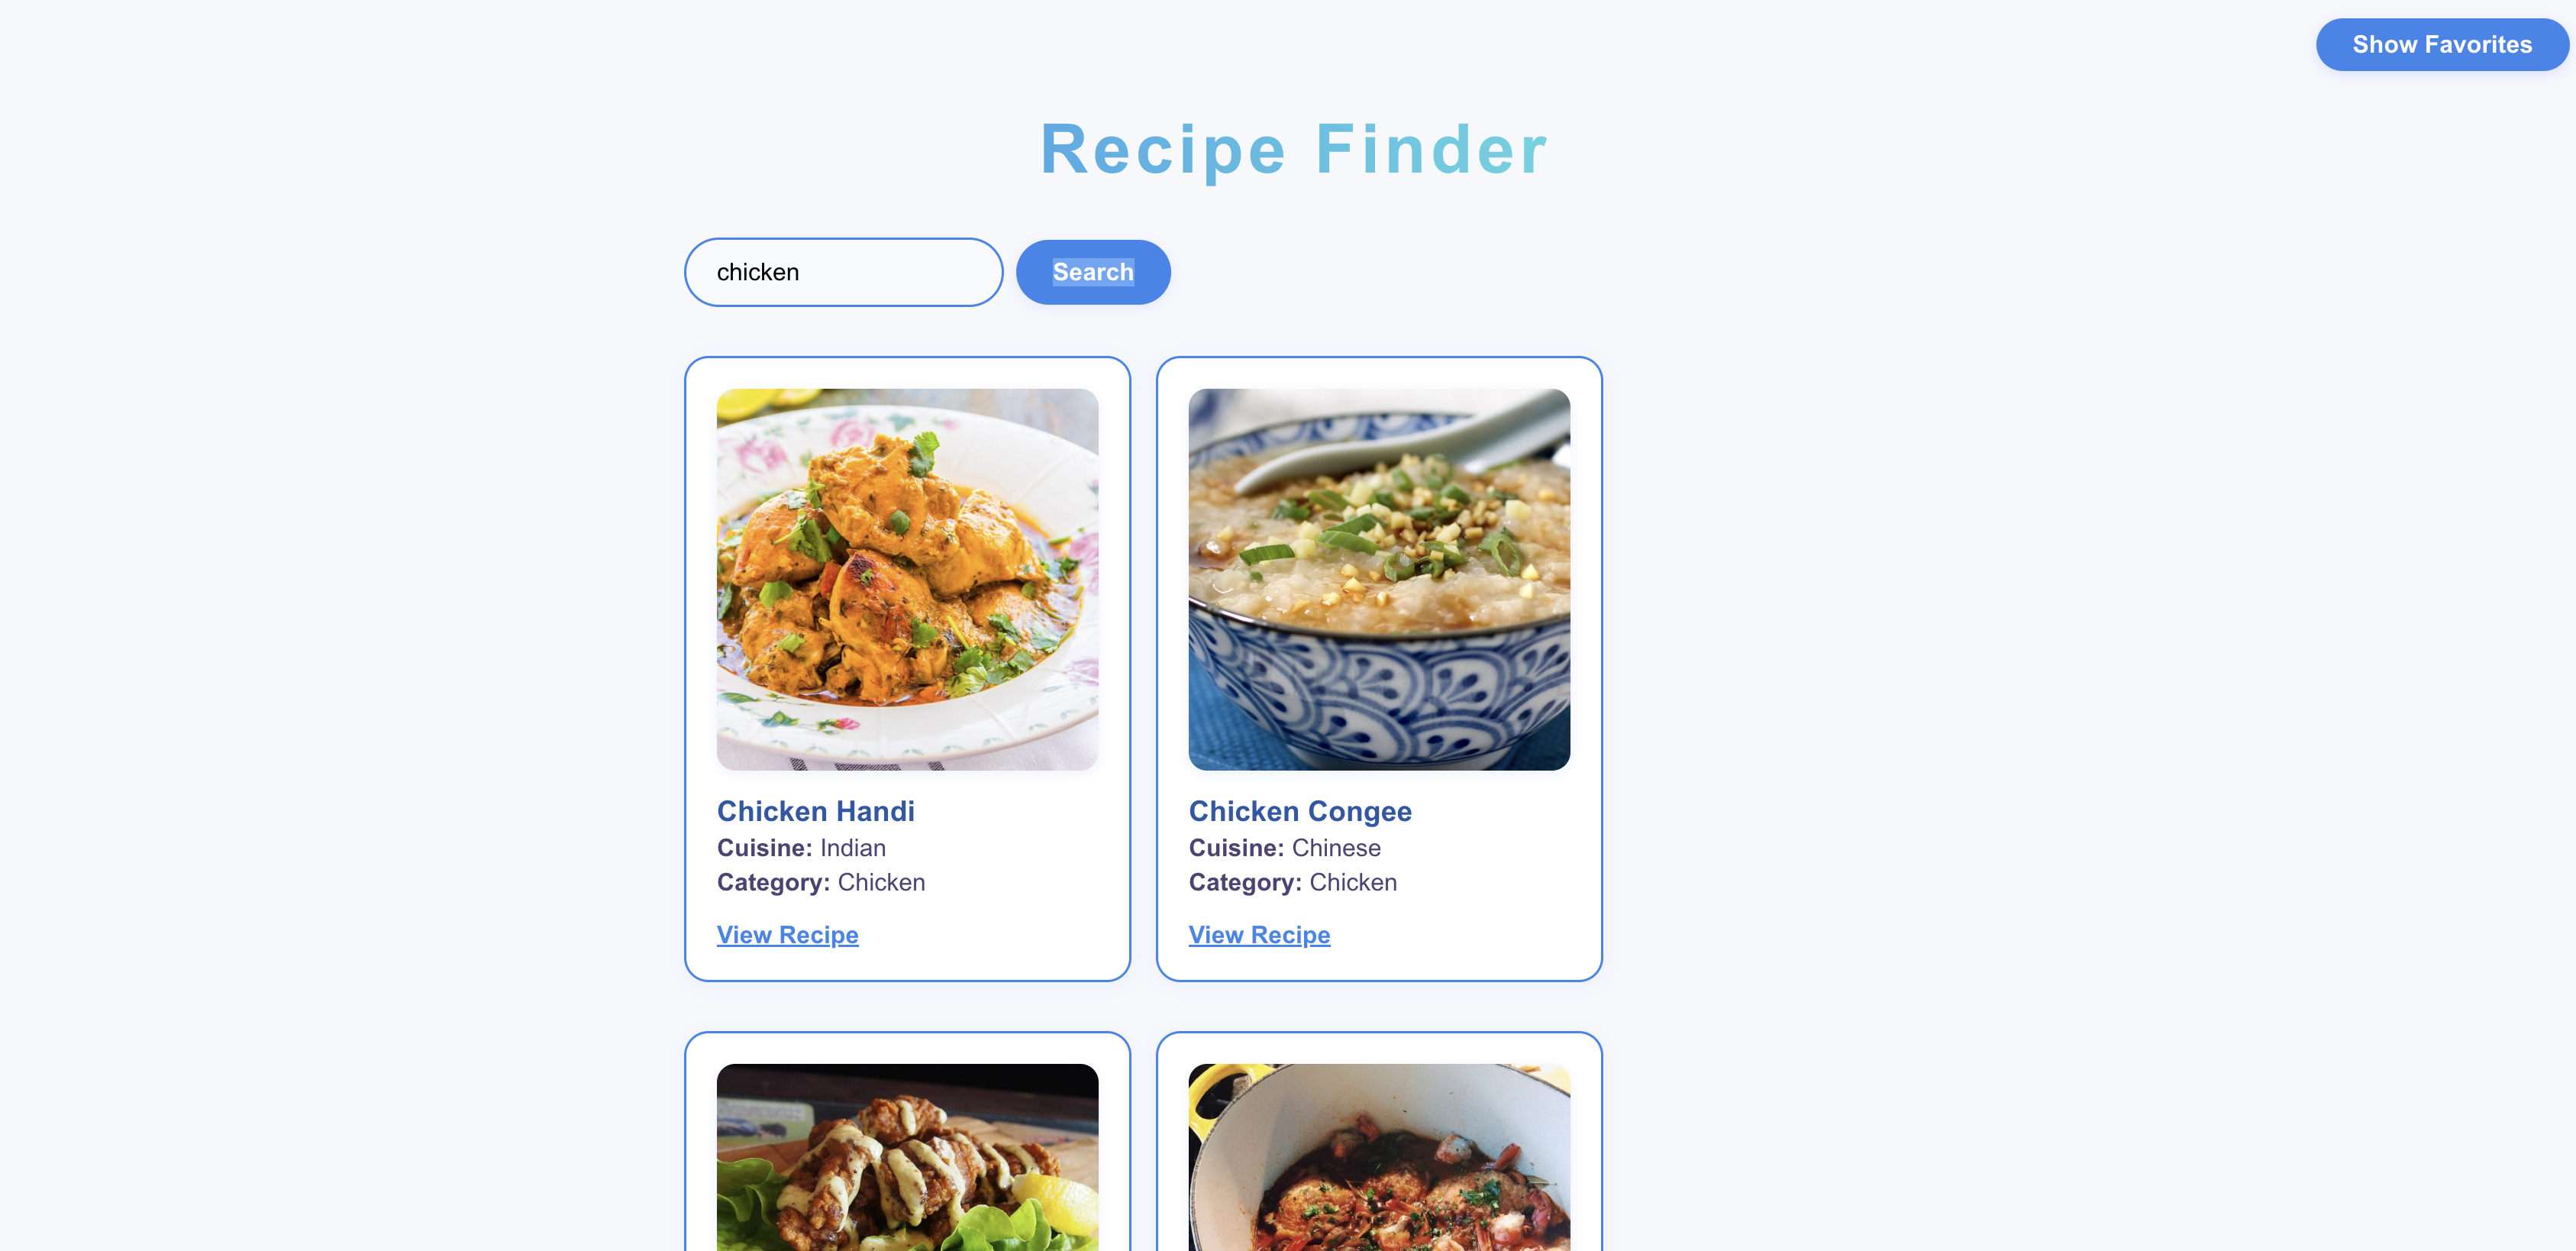 Show Favorites
Recipe Finder
chicken
Search
Chicken Handi
Cuisine: Indian
Category: Chicken
View Recipe
Chicken Congee
Cuisine: Chinese
Category: Chicken
View Recipe